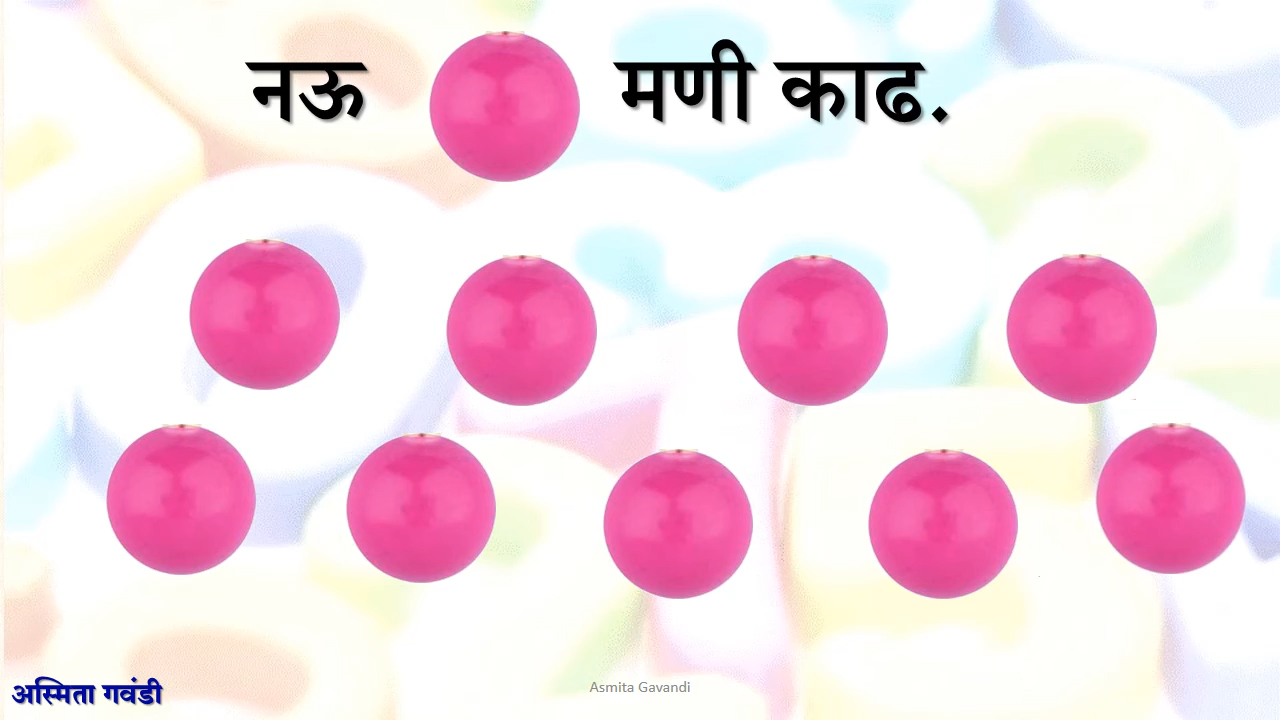 नऊ मणी काढ.
अस्मिता गवंडी
Asmita Gavandi